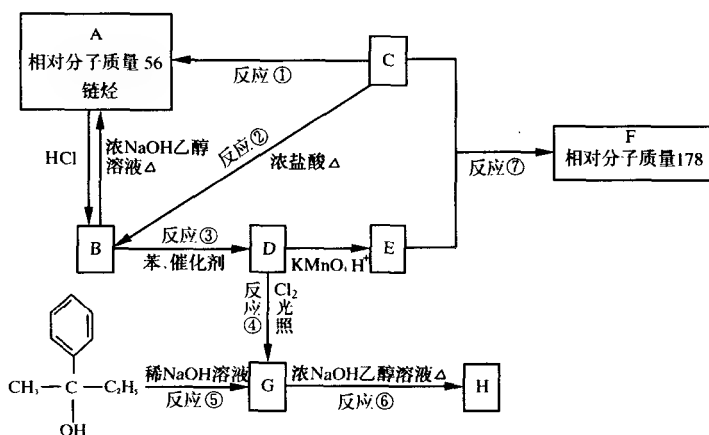 A
相对分子质量 56
链烃
反应①
C
HCl
浓NaOH乙醇
溶液△
反应②
浓盐酸△
反应⑦
F
相对分子质量178
B
反应③
苯、催化剂
D
KMnO₄H⁺
E
反应④
Cl₂
光照
CH₃—C—C₂H₅
OH
稀NaOH溶液
反应⑤
G
浓NaOH乙醇溶液△
反应⑥
H